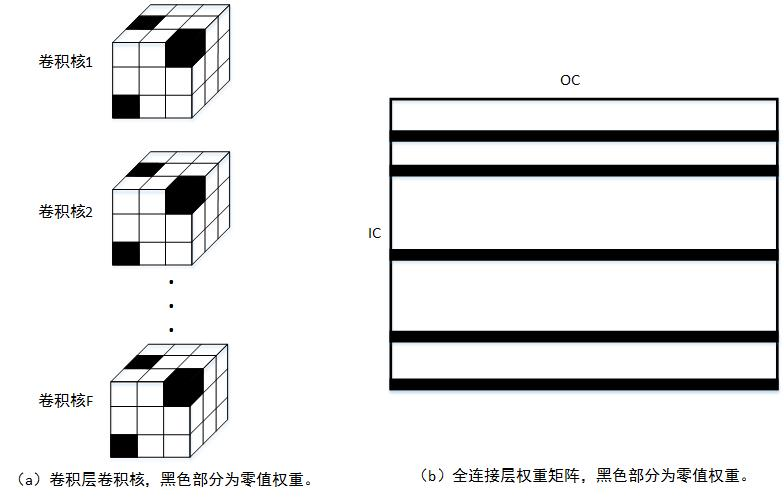 卷积核1
卷积核2
卷积核F
（a）卷积层卷积核，黑色部分为零值权重。
OC
IC
（b）全连接层权重矩阵，黑色部分为零值权重。